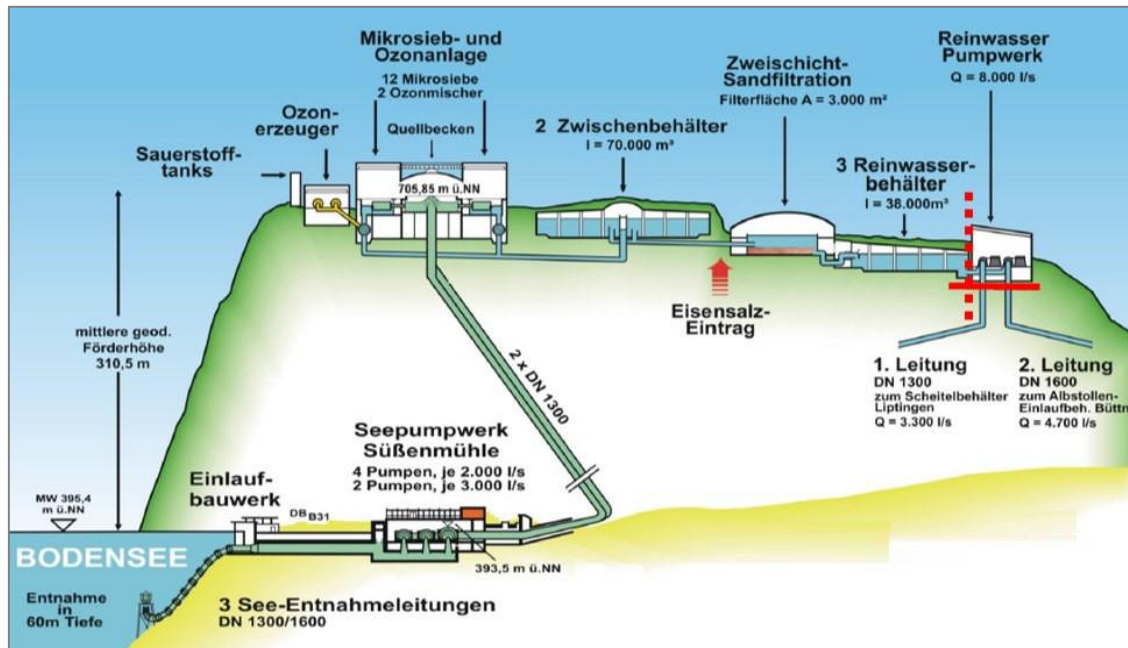 Mikrosieb- und
Ozonanlage
12 Mikrosiebe
2 Ozonmischer
Quellbecken
705,85 m ü.NN
Ozon-
erzeuger
Sauerstoff-
tanks
2 Zwischenbehälter
I = 70.000 m³
Zweischicht-
Sandfiltration
Filterfläche A = 3.000 m²
Reinwasser
Pumpwerk
Q = 8.000 l/s
3 Reinwasser-
behälter
I = 38.000m³
Eisensalz-
Eintrag
mittlere geod.
Förderhöhe
310,5 m
2 x DN 1300
1. Leitung
DN 1300
zum Scheitelbehälter
Liptingen
Q = 3.300 l/s
2. Leitung
DN 1600
zum Albstollen-
Einlaufbeh. Büttn
Q = 4.700 l/s
Seepumpwerk
Süßenmühle
4 Pumpen, je 2.000 l/s
2 Pumpen, je 3.000 l/s
Einlauf-
bauwerk
DB B31
MW 395,4
m ü.NN
393,5 m ü.NN
BODENSEE
Entnahme
in
60m Tiefe
3 See-Entnahmeleitungen
DN 1300/1600